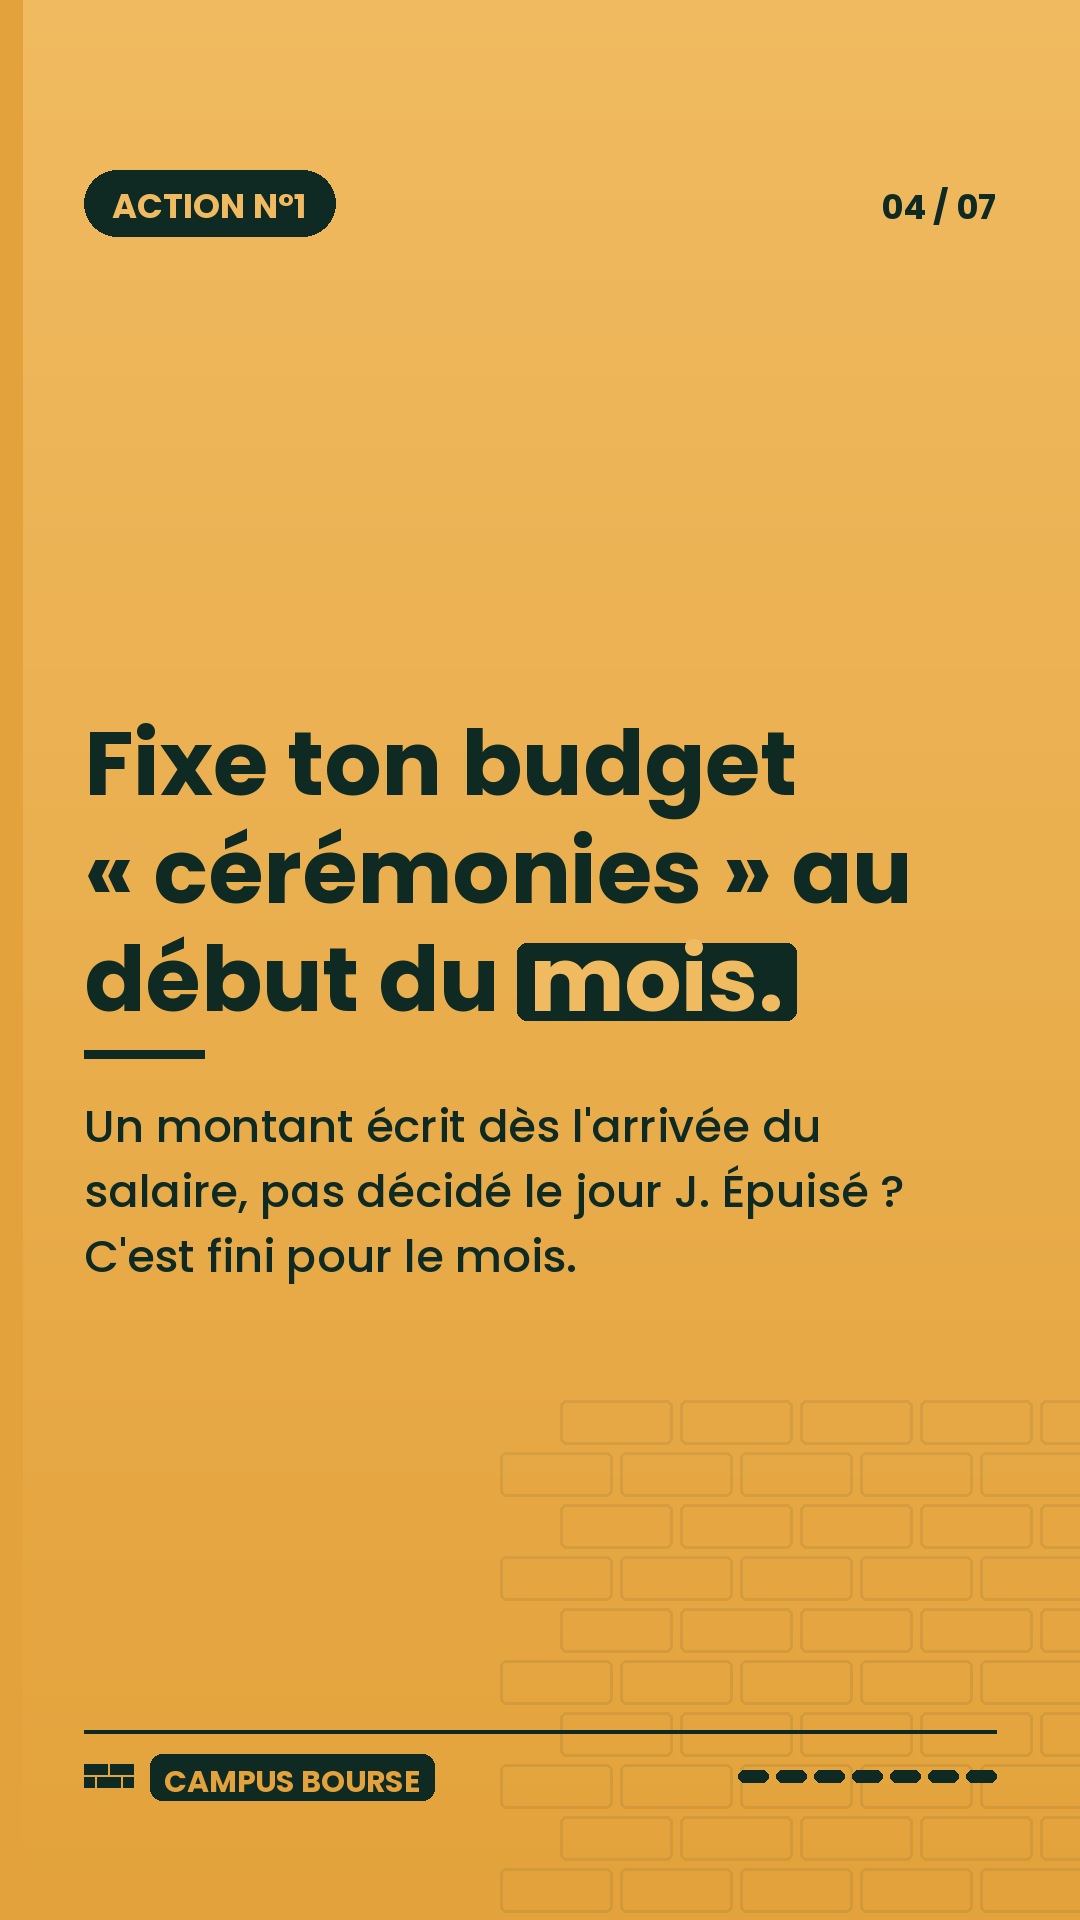 ACTION N°1
04 / 07
Fixe ton budget
« cérémonies » au
début du mois.
Un montant écrit dès l'arrivée du
salaire, pas décidé le jour J. Épuisé ?
C'est fini pour le mois.
CAMPUS BOURSE